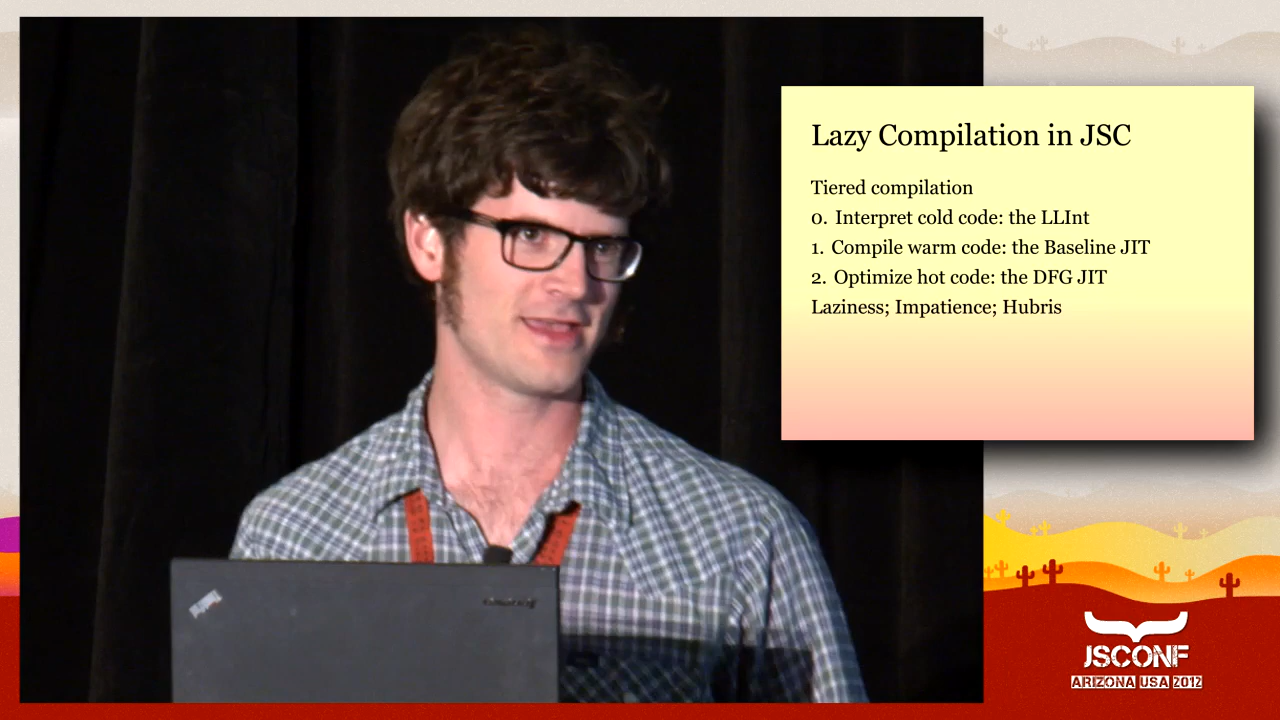 Lazy Compilation in JSC
Tiered compilation
0. Interpret cold code: the LLInt
1. Compile warm code: the Baseline JIT
2. Optimize hot code: the DFG JIT
Laziness; Impatience; Hubris
JSCONF
ARIZONA USA 2012